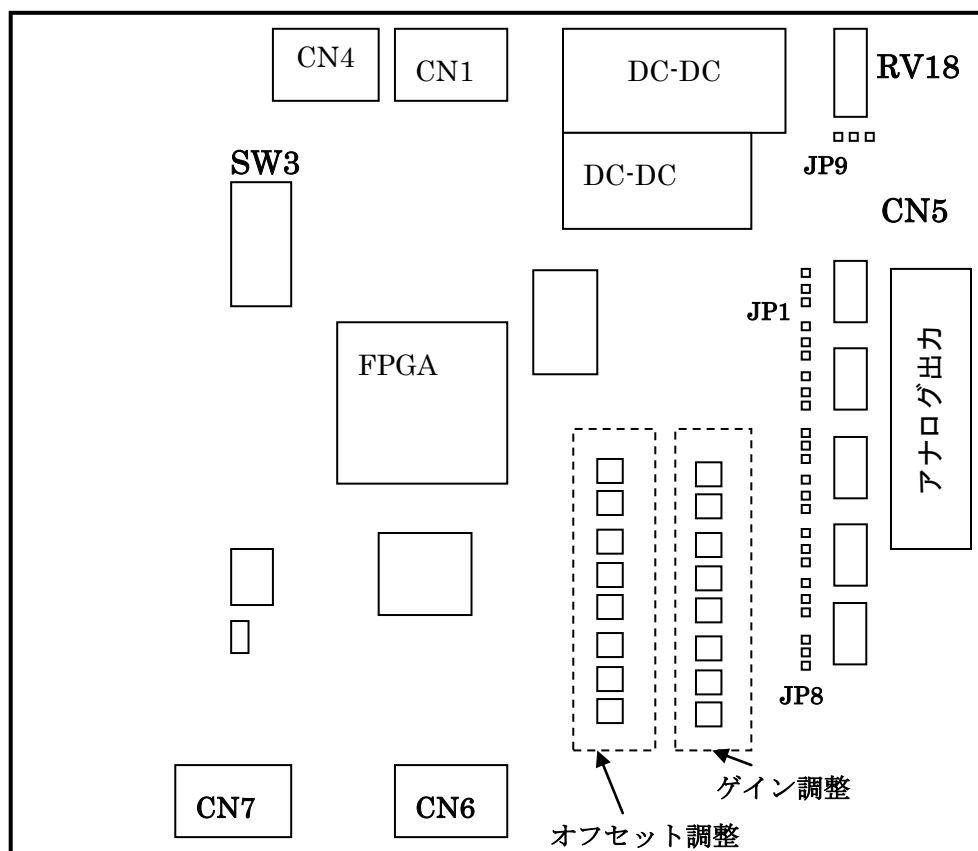 CN4
CN1
DC-DC
RV18
JP9
SW3
DC-DC
CN5
JP1
FPGA
アナログ出力
JP8
ゲイン調整
CN7
CN6
オフセット調整